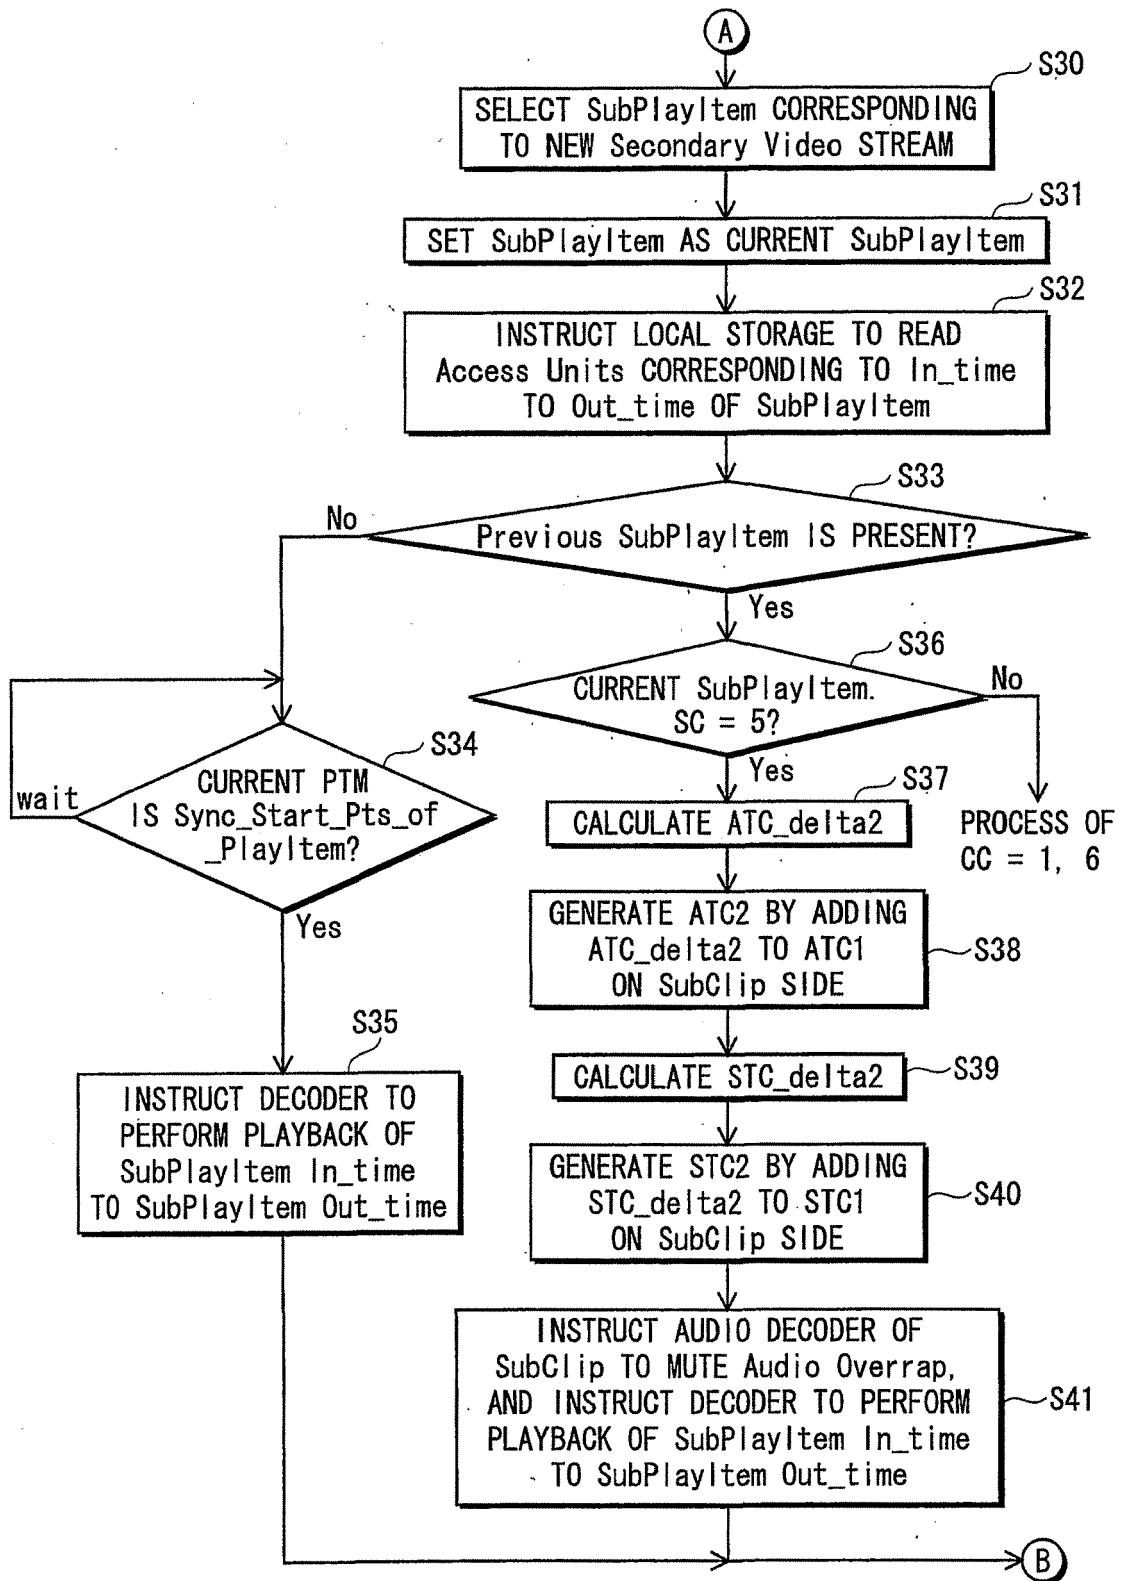 A
S30
SELECT SubPlayItem CORRESPONDING
TO NEW Secondary Video STREAM
S31
SET SubPlayItem AS CURRENT SubPlayItem
S32
INSTRUCT LOCAL STORAGE TO READ
Access Units CORRESPONDING TO In_time
TO Out_time OF SubPlayItem
S33
No
Previous SubPlayItem IS PRESENT?
Yes
S36
CURRENT SubPlayItem.
SC = 5?
No
Yes
S34
CURRENT PTM
IS Sync_Start_Pts_of
_PlayItem?
wait
Yes
S37
CALCULATE ATC_delta2
PROCESS OF
CC = 1, 6
GENERATE ATC2 BY ADDING
ATC_delta2 TO ATC1
ON SubClip SIDE
S38
S35
INSTRUCT DECODER TO
PERFORM PLAYBACK OF
SubPlayItem In_time
TO SubPlayItem Out_time
CALCULATE STC_delta2
S39
GENERATE STC2 BY ADDING
STC_delta2 TO STC1
ON SubClip SIDE
S40
INSTRUCT AUDIO DECODER OF
SubClip TO MUTE Audio Overrap,
AND INSTRUCT DECODER TO PERFORM
PLAYBACK OF SubPlayItem In_time
TO SubPlayItem Out_time
S41
B